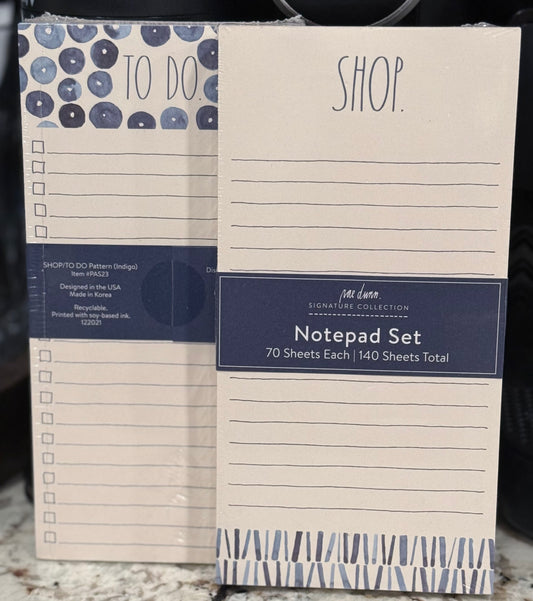 TO DO.
SHOP/TO DO Pattern (Indigo)
Item #PAS23
Designed in the USA
Made in Korea
Recyclable.
Printed with soy-based ink.
122021
Dis
SHOP.
rae dunn.
SIGNATURE COLLECTION
Notepad Set
70 Sheets Each | 140 Sheets Total